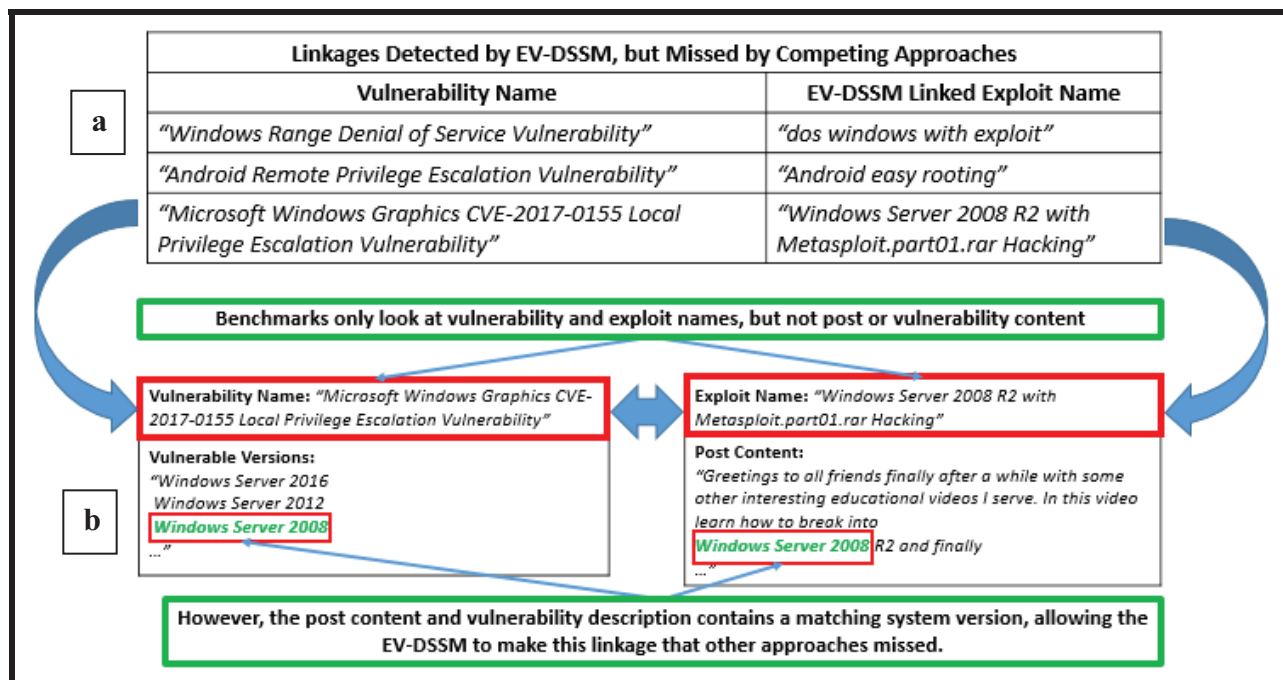 Linkages Detected by EV-DSSM, but Missed by Competing Approaches
a
Vulnerability Name
EV-DSSM Linked Exploit Name
“Windows Range Denial of Service Vulnerability”
“dos windows with exploit”
“Android Remote Privilege Escalation Vulnerability”
“Android easy rooting”
“Microsoft Windows Graphics CVE-2017-0155 Local
Privilege Escalation Vulnerability”
“Windows Server 2008 R2 with
Metasploit.part01.rar Hacking”
Benchmarks only look at vulnerability and exploit names, but not post or vulnerability content
Vulnerability Name: “Microsoft Windows Graphics CVE-
2017-0155 Local Privilege Escalation Vulnerability”
Vulnerable Versions:
“Windows Server 2016
Windows Server 2012
Windows Server 2008
…”
b
Exploit Name: “Windows Server 2008 R2 with
Metasploit.part01.rar Hacking”
Post Content:
“Greetings to all friends finally after a while with some
other interesting educational videos I serve. In this video
learn how to break into
Windows Server 2008 R2 and finally
…”
However, the post content and vulnerability description contains a matching system version, allowing the
EV-DSSM to make this linkage that other approaches missed.